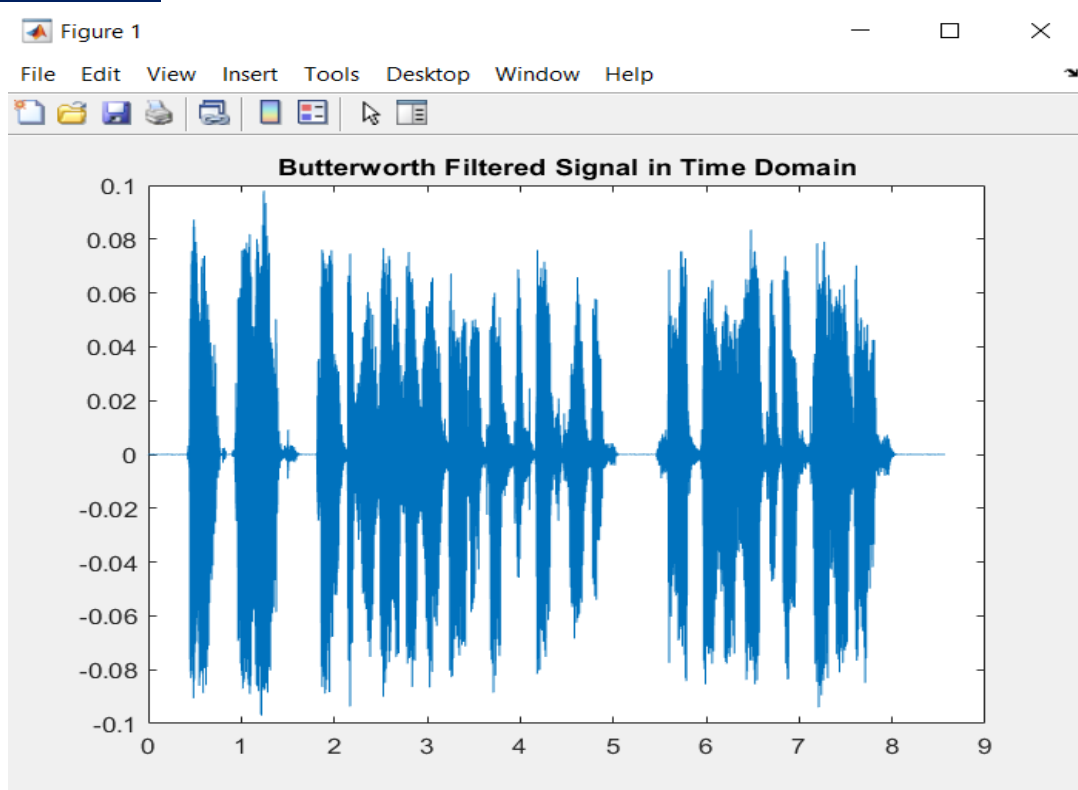 Figure 1
File Edit View Insert Tools Desktop Window Help
Butterworth Filtered Signal in Time Domain
0.1
0.08
0.06
0.04
0.02
0
-0.02
-0.04
-0.06
-0.08
-0.1
0 1 2 3 4 5 6 7 8 9